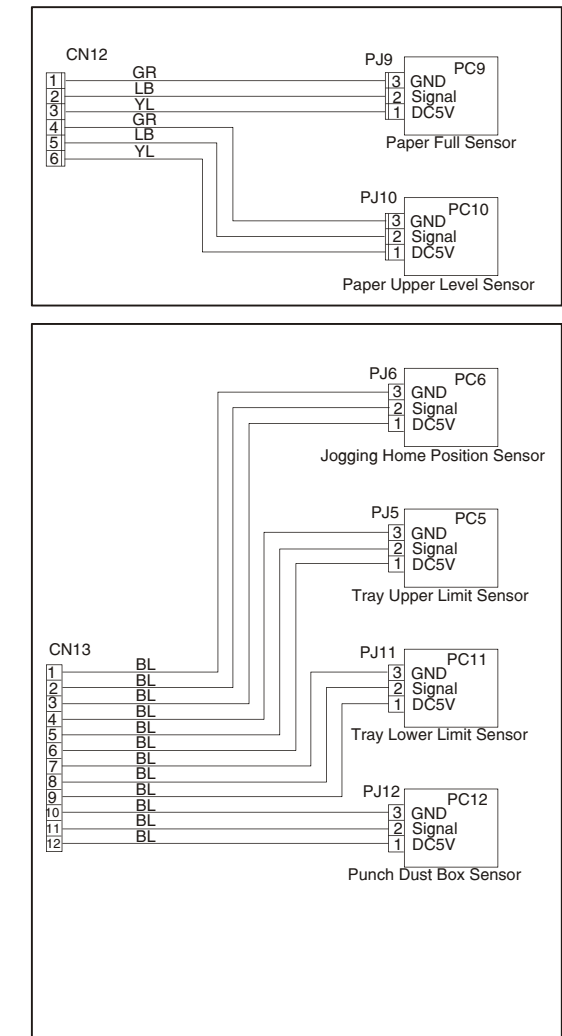 CN12
1 GR
2 LB
3 YL
4 GR
5 LB
6 YL
PJ9
PC9
3 GND
2 Signal
1 DC5V
Paper Full Sensor
PJ10
PC10
3 GND
2 Signal
1 DC5V
Paper Upper Level Sensor
PJ6
PC6
3 GND
2 Signal
1 DC5V
Jogging Home Position Sensor
PJ5
PC5
3 GND
2 Signal
1 DC5V
Tray Upper Limit Sensor
CN13
1 BL
2 BL
3 BL
4 BL
5 BL
6 BL
7 BL
8 BL
9 BL
10 BL
11 BL
12 BL
PJ11
PC11
3 GND
2 Signal
1 DC5V
Tray Lower Limit Sensor
PJ12
PC12
3 GND
2 Signal
1 DC5V
Punch Dust Box Sensor